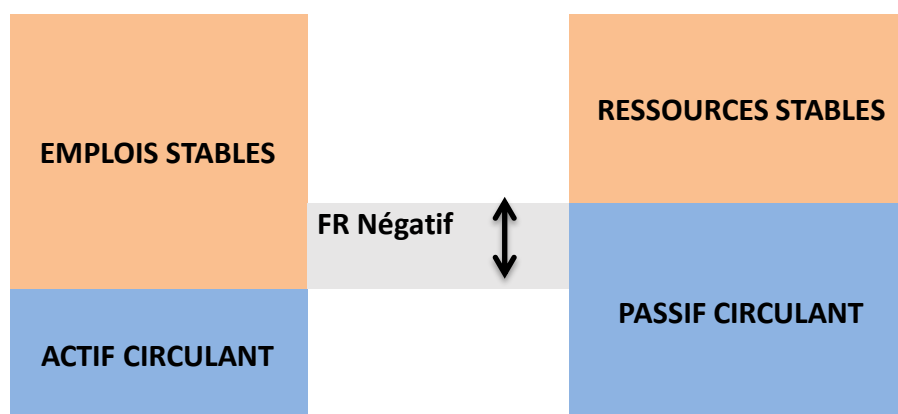 RESSOURCES STABLES
EMPLOIS STABLES
FR Négatif
PASSIF CIRCULANT
ACTIF CIRCULANT